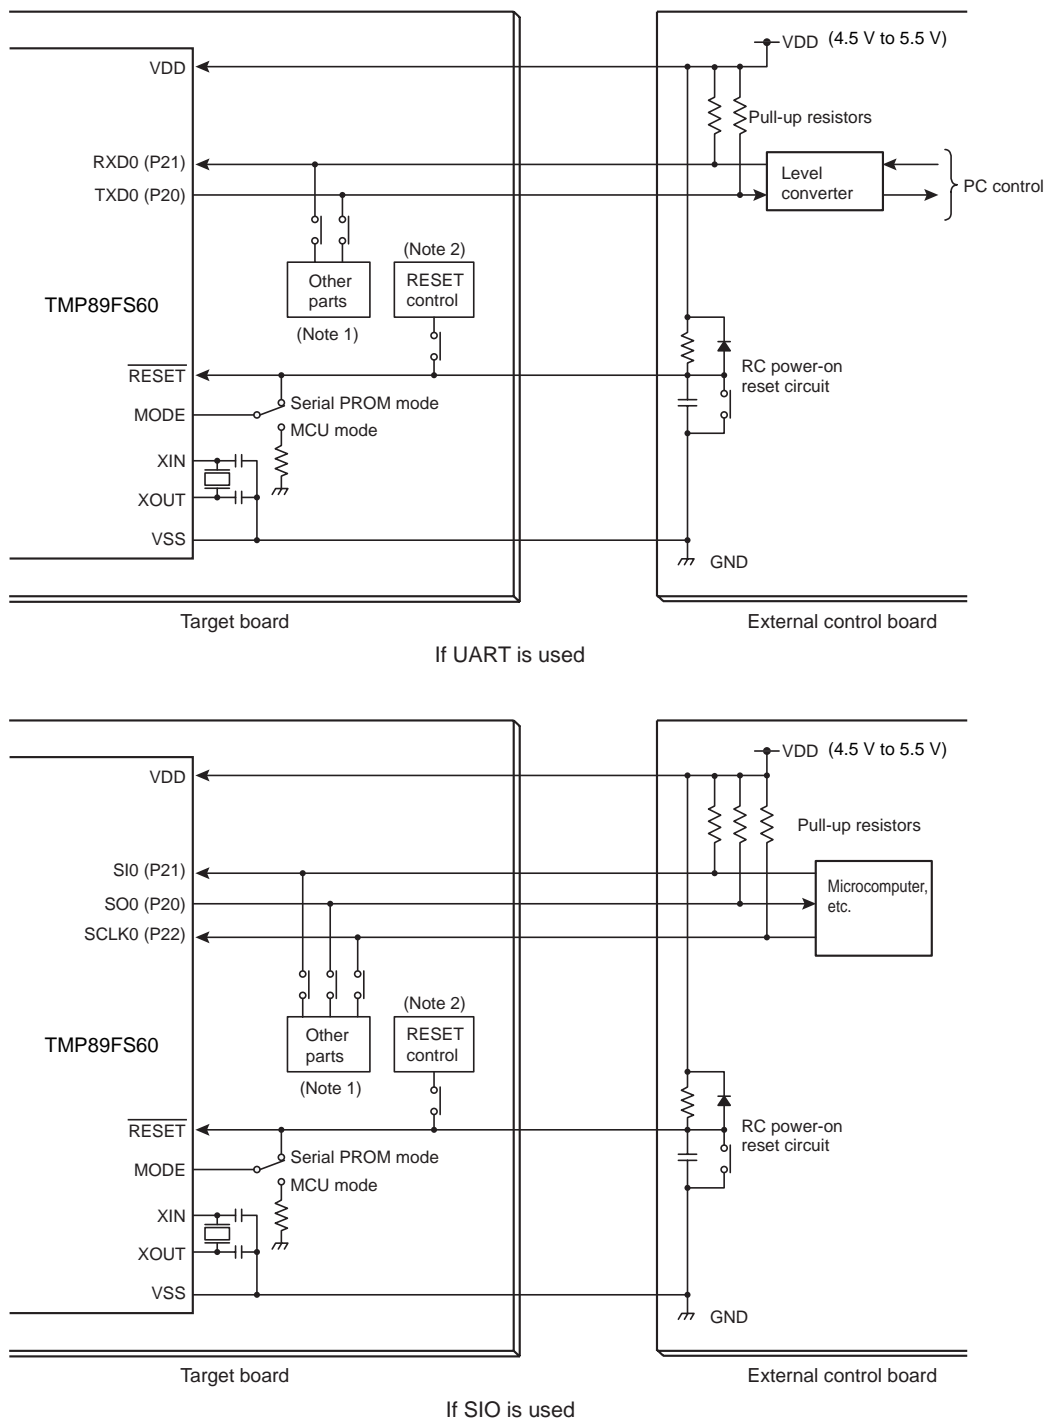 VDD (4.5 V to 5.5 V)
VDD
Pull-up resistors
RXD0 (P21)
TXD0 (P20)
Level
converter
PC control
(Note 2)
Other
parts
RESET
control
TMP89FS60
(Note 1)
RC power-on
reset circuit
RESET
MODE
Serial PROM mode
MCU mode
XIN
XOUT
VSS
GND
Target board
External control board
If UART is used
VDD (4.5 V to 5.5 V)
VDD
Pull-up resistors
SI0 (P21)
SO0 (P20)
SCLK0 (P22)
Microcomputer,
etc.
(Note 2)
Other
parts
RESET
control
TMP89FS60
(Note 1)
RC power-on
reset circuit
RESET
MODE
Serial PROM mode
MCU mode
XIN
XOUT
VSS
GND
Target board
External control board
If SIO is used